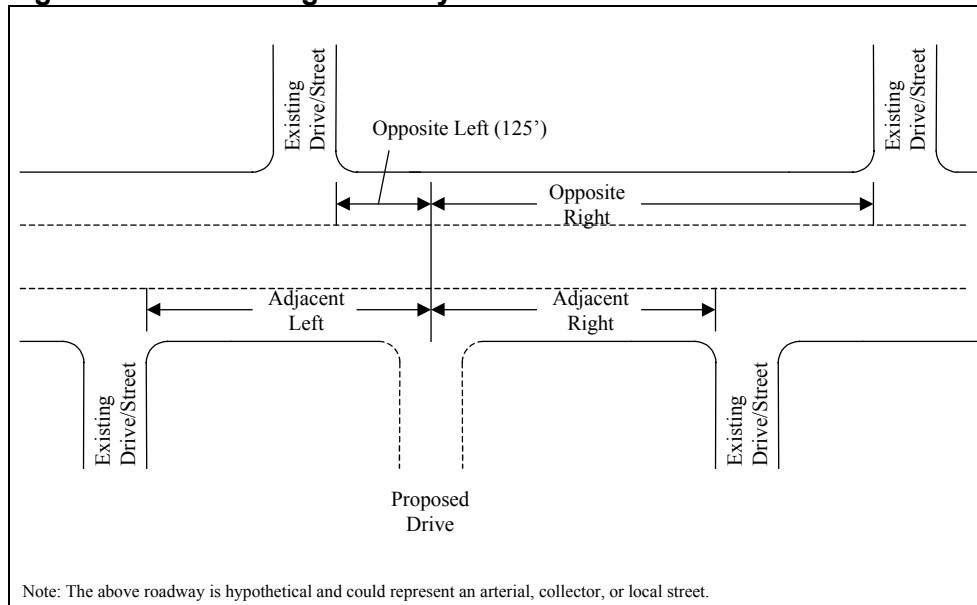 Existing
Drive/Street
Existing
Drive/Street
Opposite Left (125')
Opposite
Right
Adjacent
Left
Adjacent
Right
Existing
Drive/Street
Existing
Drive/Street
Proposed
Drive
Note: The above roadway is hypothetical and could represent an arterial, collector, or local street.